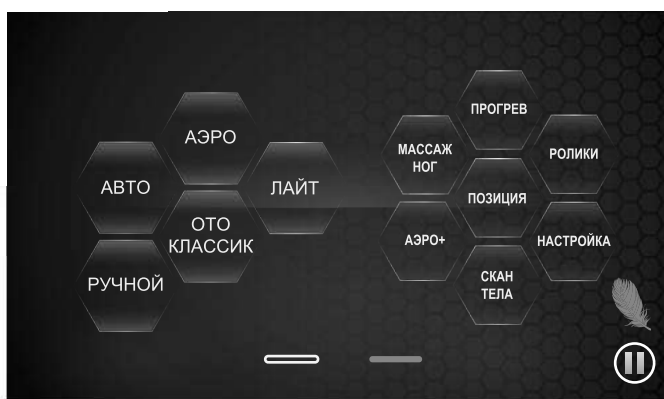 АЭРО
АВТО
ЛАЙТ
ОТО
КЛАССИК
РУЧНОЙ
ПРОГРЕВ
МАССАЖ
НОГ
РОЛИКИ
ПОЗИЦИЯ
АЭРО+
НАСТРОЙКА
СКАН
ТЕЛА